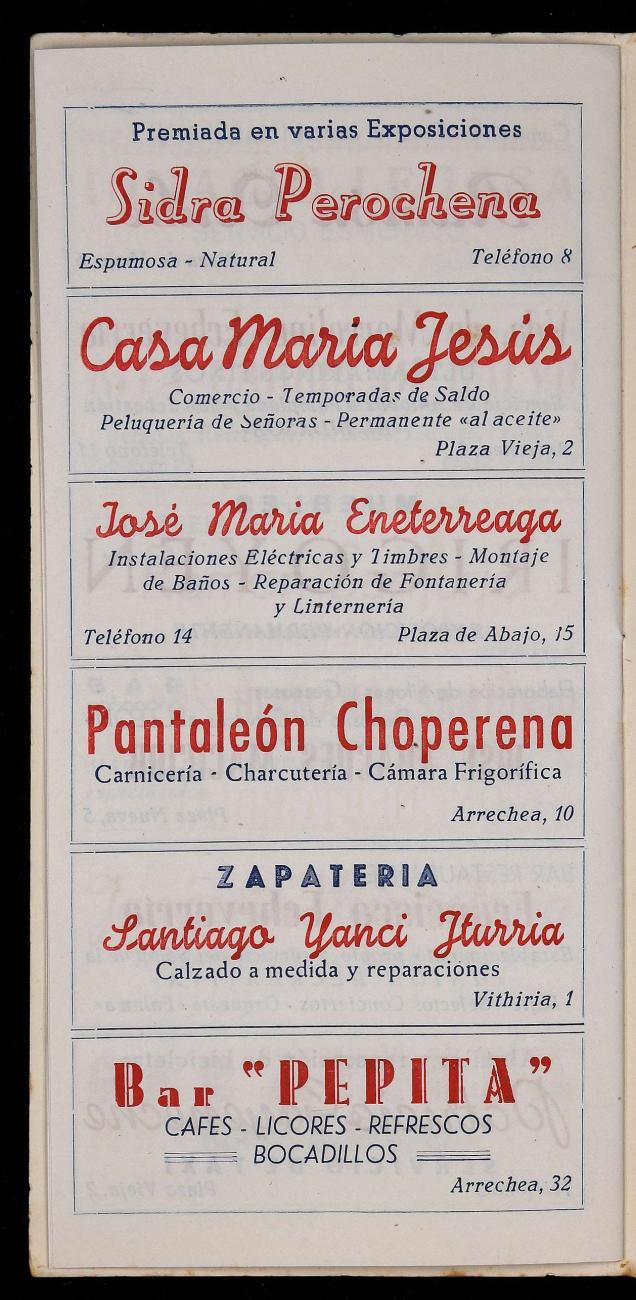 Premiada en varias Exposiciones
Sidra Perochena
Espumosa - Natural Teléfono 8
Casa María Jesús
Comercio - Temporadas de Saldo
Peluquería de Señoras - Permanente «al aceite»
Plaza Vieja, 2
José María Eneterreaga
Instalaciones Eléctricas y Timbres - Montaje
de Baños - Reparación de Fontanería
y Linternería
Teléfono 14 Plaza de Abajo, 15
Pantaleón Choperena
Carnicería - Charcutería - Cámara Frigorífica
Arrechea, 10
ZAPATERIA
Santiago Yanci Iturria
Calzado a medida y reparaciones
Vithiria, 1
Bar "PEPITA"
CAFES - LICORES - REFRESCOS
BOCADILLOS
Arrechea, 32